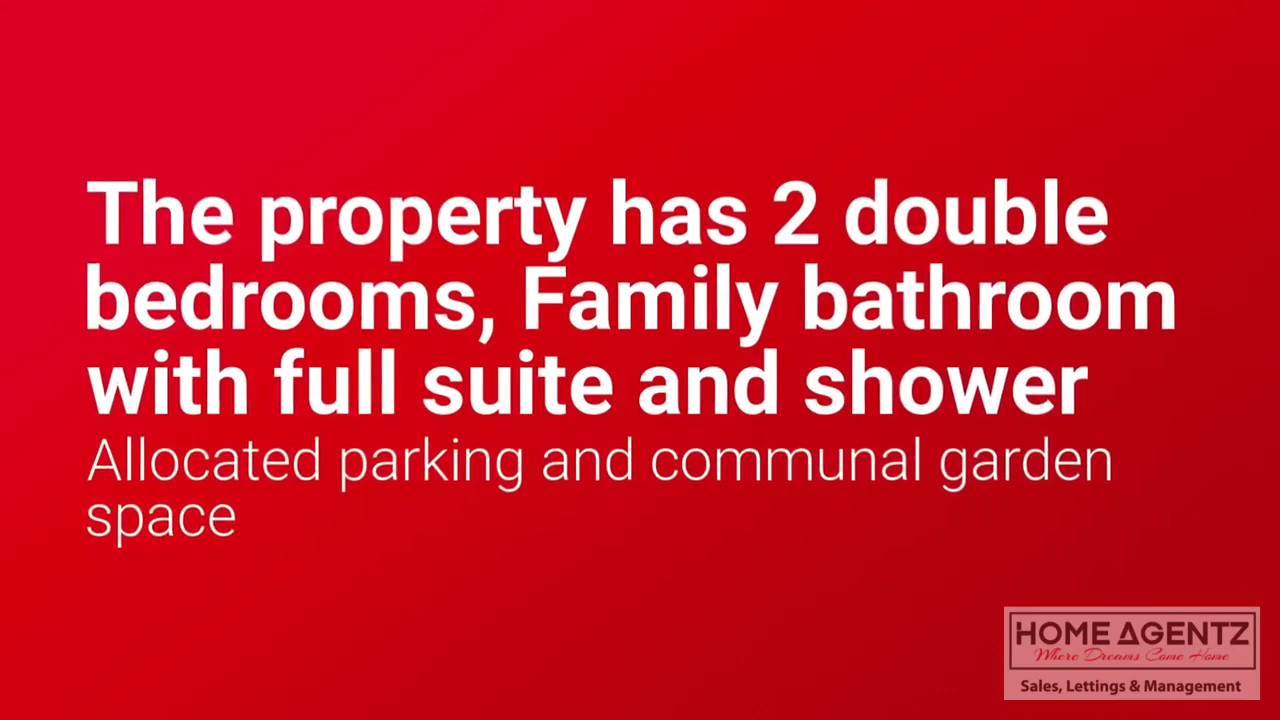 The property has 2 double
bedrooms, Family bathroom
with full suite and shower
Allocated parking and communal garden
space
HOME AGENTZ
Where Dreams Come Home
Sales, Lettings & Management